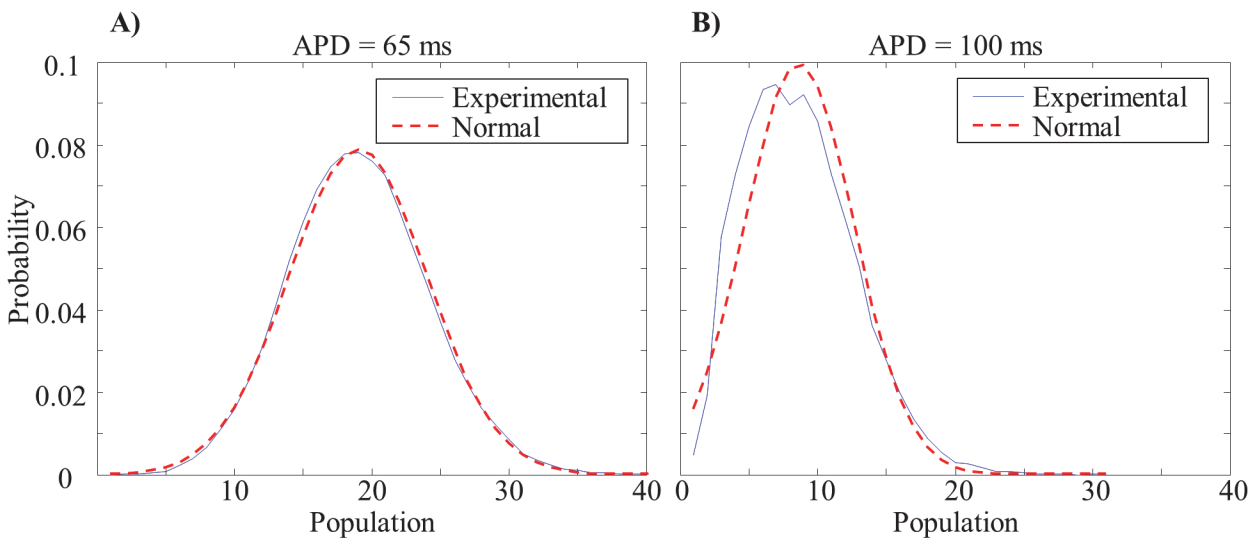 A)
APD = 65 ms
Experimental
Normal
Probability
0.1
0.08
0.06
0.04
0.02
0
10
20
30
40
Population
B)
APD = 100 ms
Experimental
Normal
0
10
20
30
40
Population